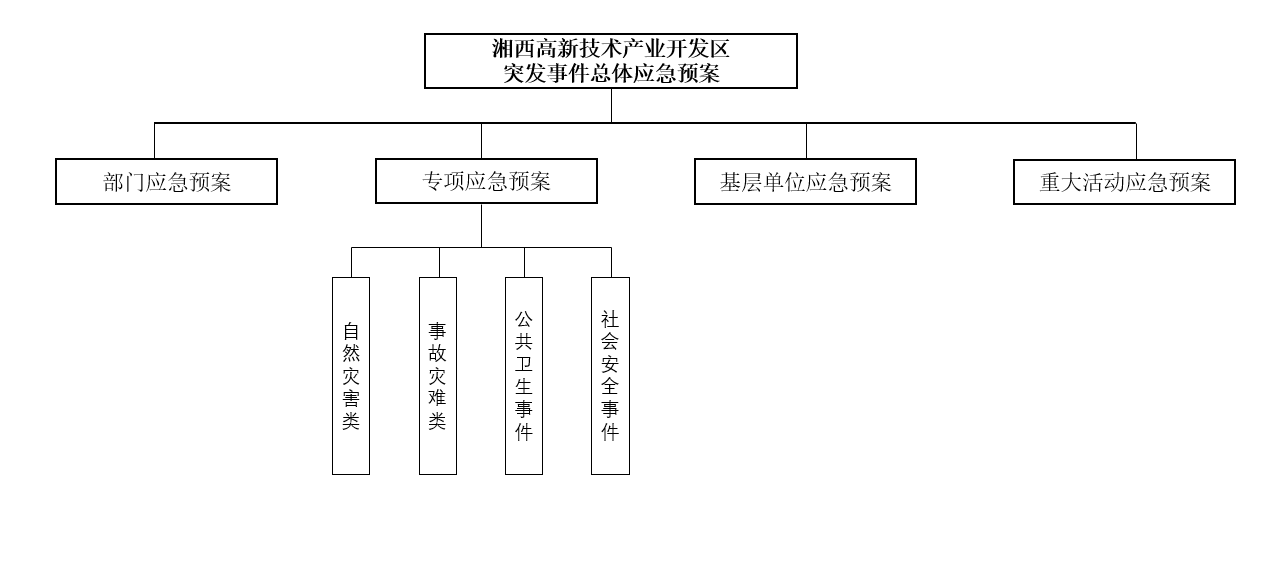 湘西高新技术产业开发区
突发事件总体应急预案
部门应急预案
专项应急预案
基层单位应急预案
重大活动应急预案
自然灾害类
事故灾难类
公共卫生事件
社会安全事件